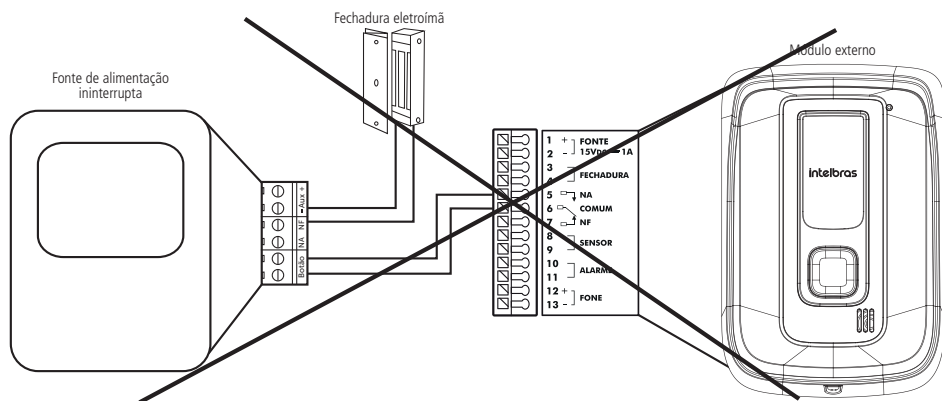 Fechadura eletroímã
Fonte de alimentação
ininterrupta
Aux +
-
NF
NA
Botão
1 + FONTE
2 - 15Vdc 1A
3
4 FECHADURA
5 NA
6 COMUM
7 NF
8
9 SENSOR
10
11 ALARME
12 +
13 - FONE
Módulo externo
intelbras